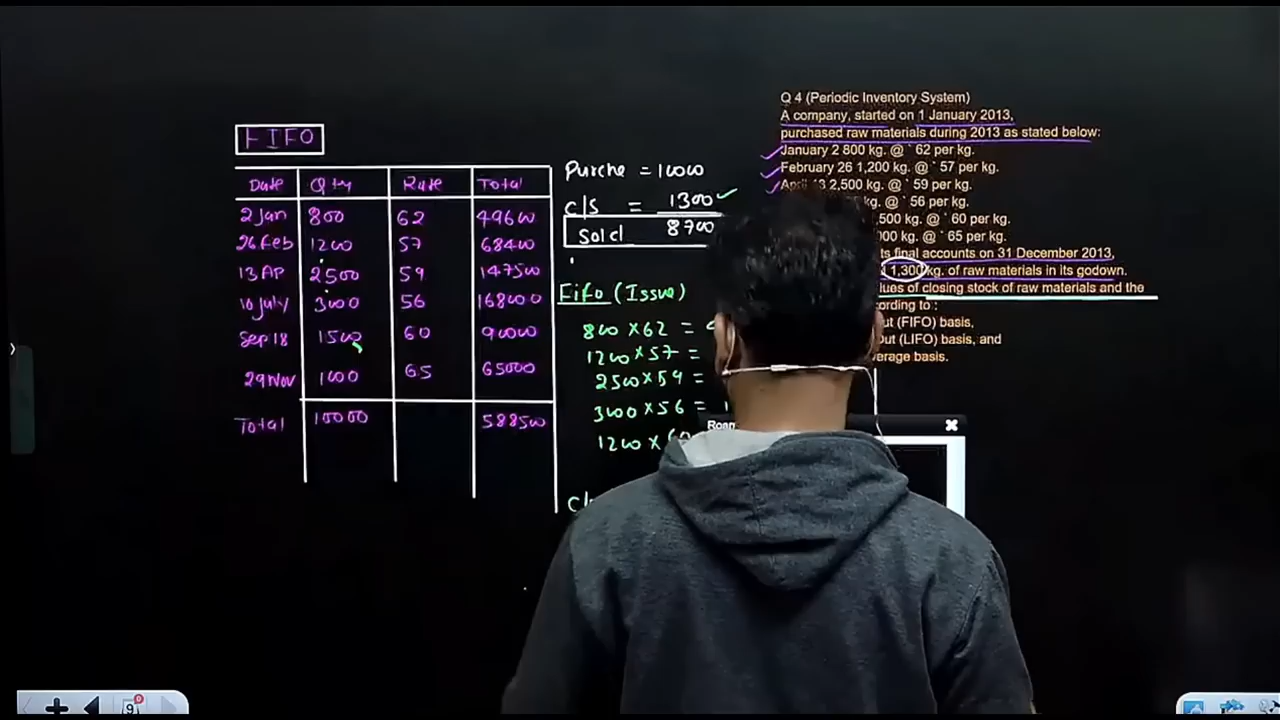 FIFO
Date Qty Rate Total
2 Jan 800 62 49600
26 Feb 1200 57 68400
13 AP 2500 59 147500
10 July 3000 56 168000
Sep 18 1500 60 90000
29 Nov 1000 65 65000
Total 10000 588500
Purche = 10000
C/S = 1300
Sold 8700
Fifo (Issue)
800 × 62 =
1200 × 57 =
2500 × 59 =
3000 × 56 =
1200 ×
Q 4 (Periodic Inventory System)
A company, started on 1 January 2013,
purchased raw materials during 2013 as stated below:
January 2 800 kg. @ ` 62 per kg.
February 26 1,200 kg. @ ` 57 per kg.
April 2,500 kg. @ ` 59 per kg.
kg. @ ` 56 per kg.
,500 kg. @ ` 60 per kg.
kg. @ ` 65 per kg.
final accounts on 31 December 2013,
1,300 kg. of raw materials in its godown.
of closing stock of raw materials and the
to :
(FIFO) basis,
(LIFO) basis, and
basis.
9
0